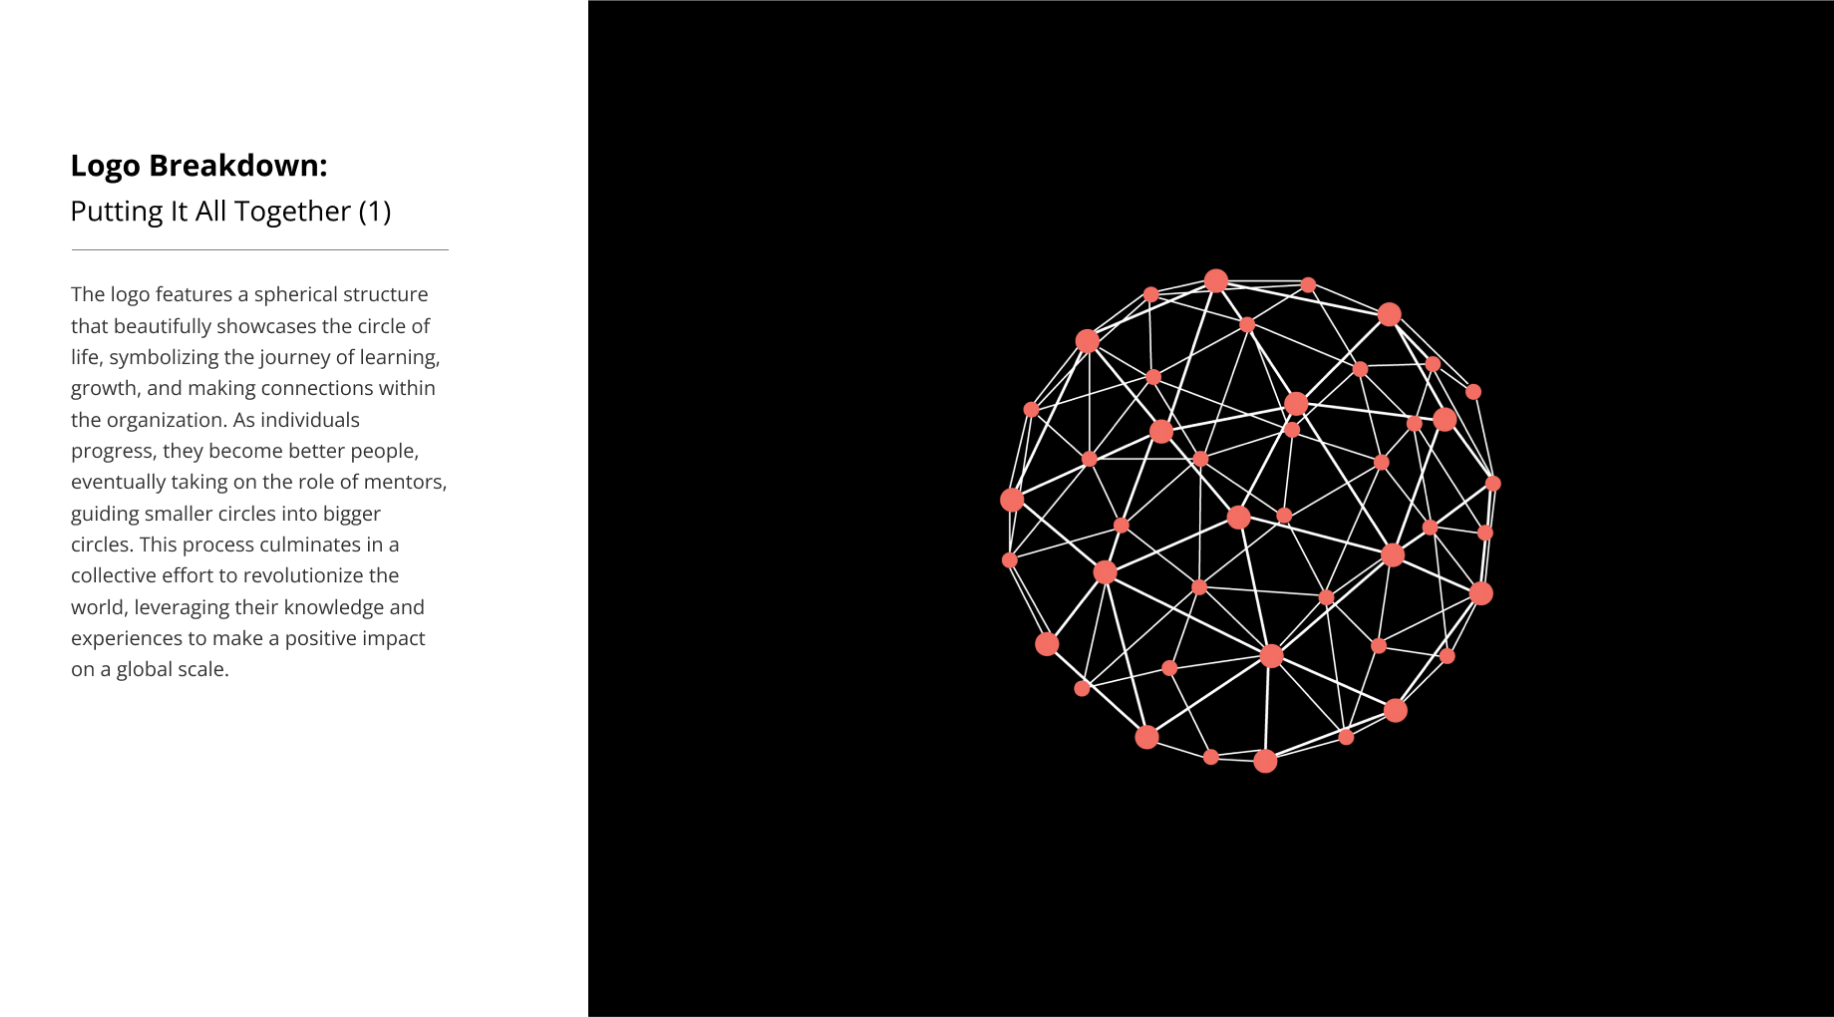 Logo Breakdown:
Putting It All Together (1)
The logo features a spherical structure
that beautifully showcases the circle of
life, symbolizing the journey of learning,
growth, and making connections within
the organization. As individuals
progress, they become better people,
eventually taking on the role of mentors,
guiding smaller circles into bigger
circles. This process culminates in a
collective effort to revolutionize the
world, leveraging their knowledge and
experiences to make a positive impact
on a global scale.